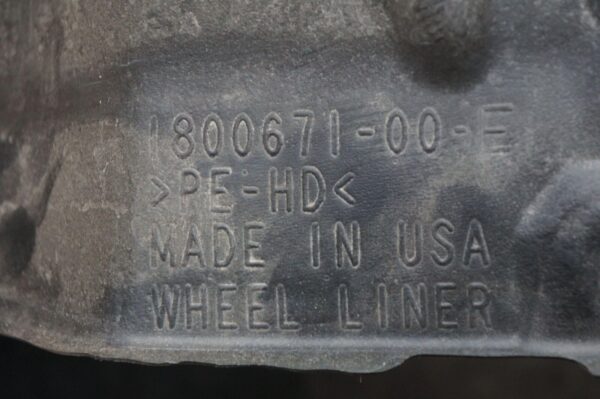 1800671-00-E
>PE-HD<
MADE IN USA
WHEEL LINER